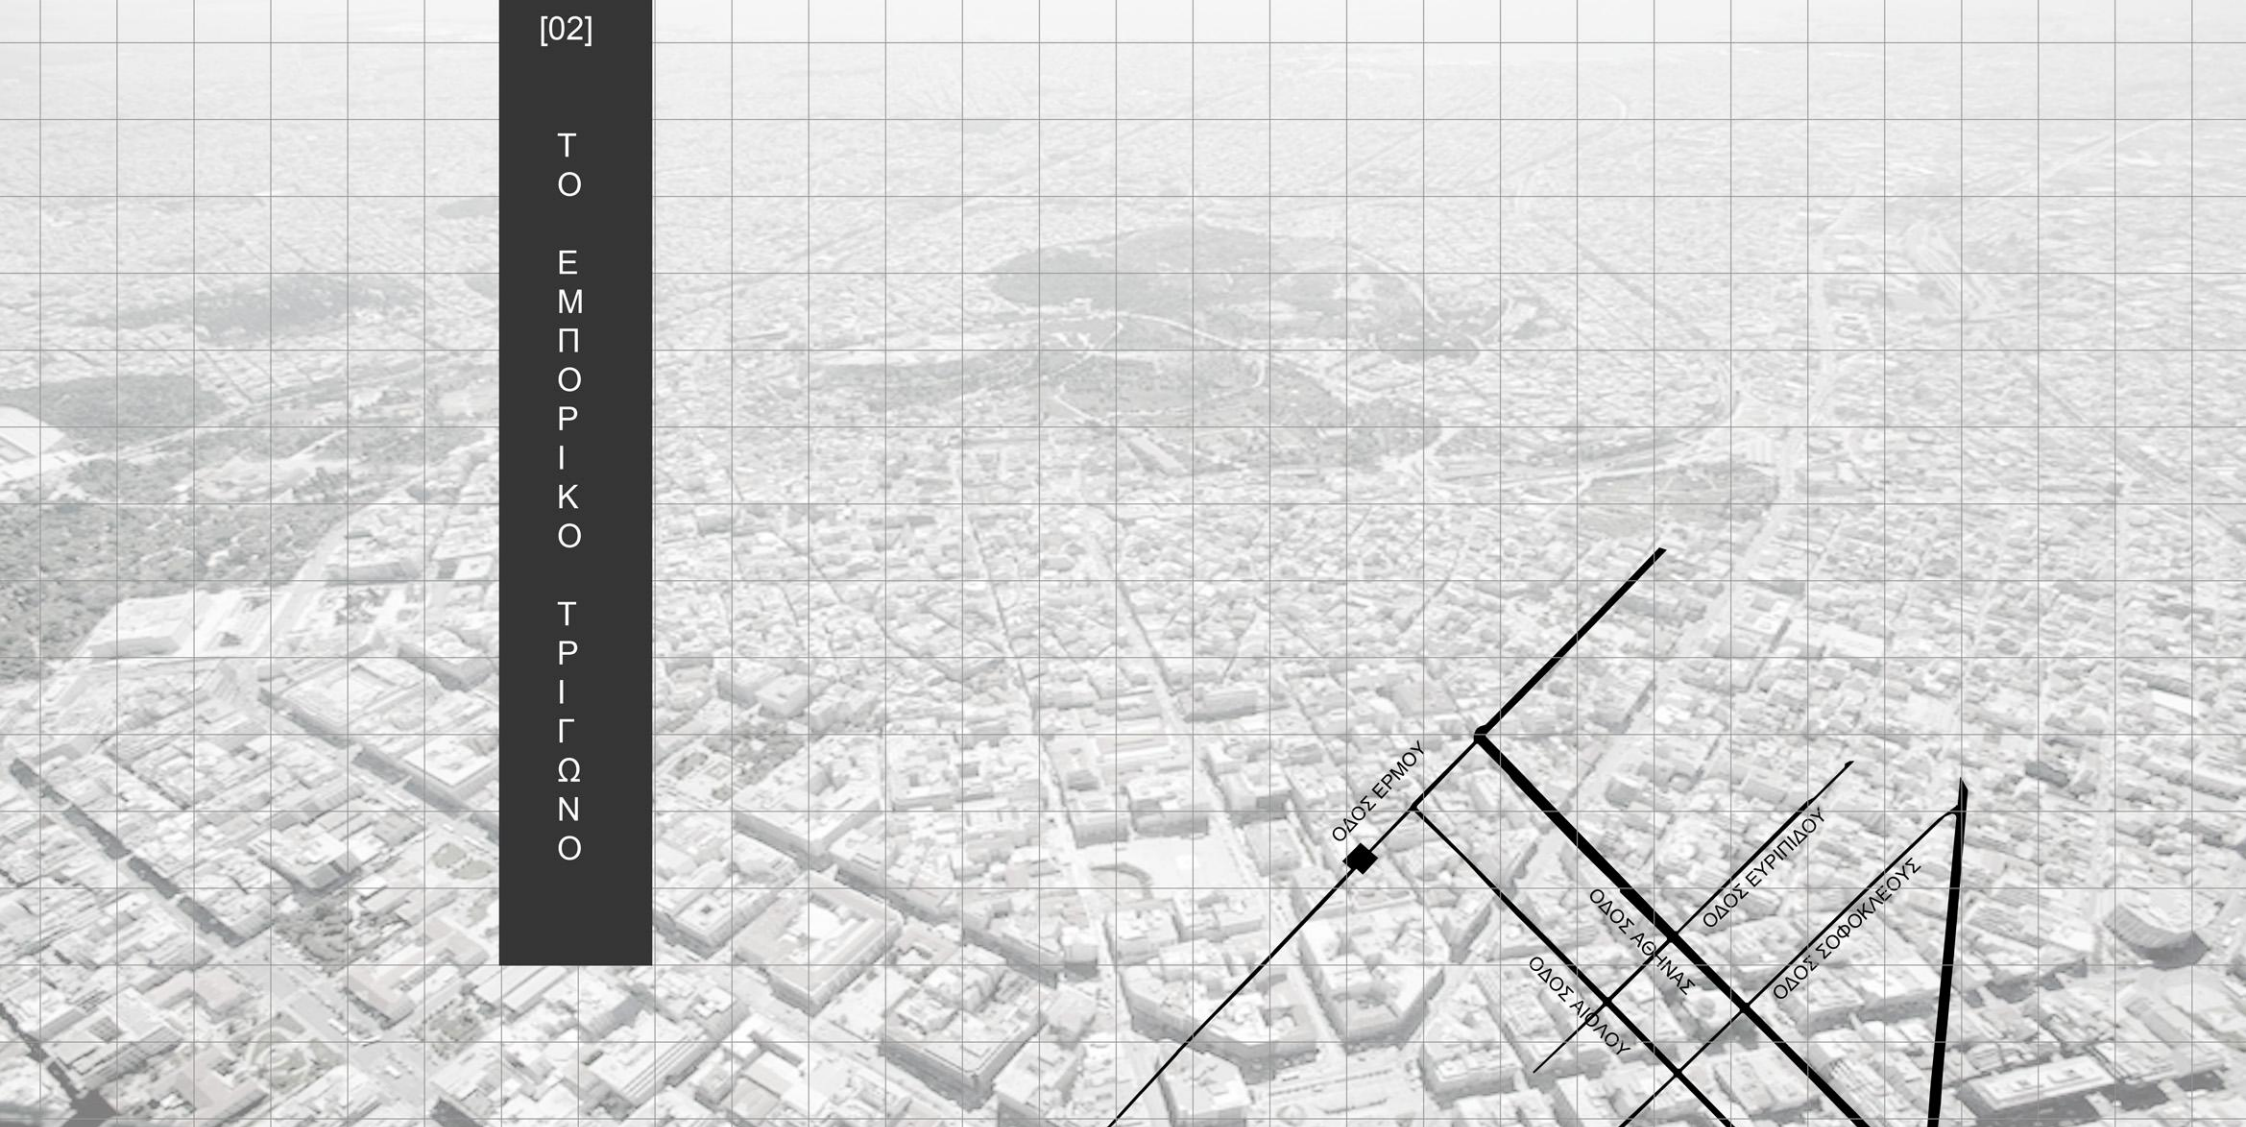 [02]
ΤΟ ΕΜΠΟΡΙΚΟ ΤΡΙΓΩΝΟ
ΟΔΟΣ ΕΡΜΟΥ
ΟΔΟΣ ΕΥΡΙΠΙΔΟΥ
ΟΔΟΣ ΣΟΦΟΚΛΕΟΥΣ
ΟΔΟΣ ΑΘΗΝΑΣ
ΟΔΟΣ ΑΙΟΛΟΥ